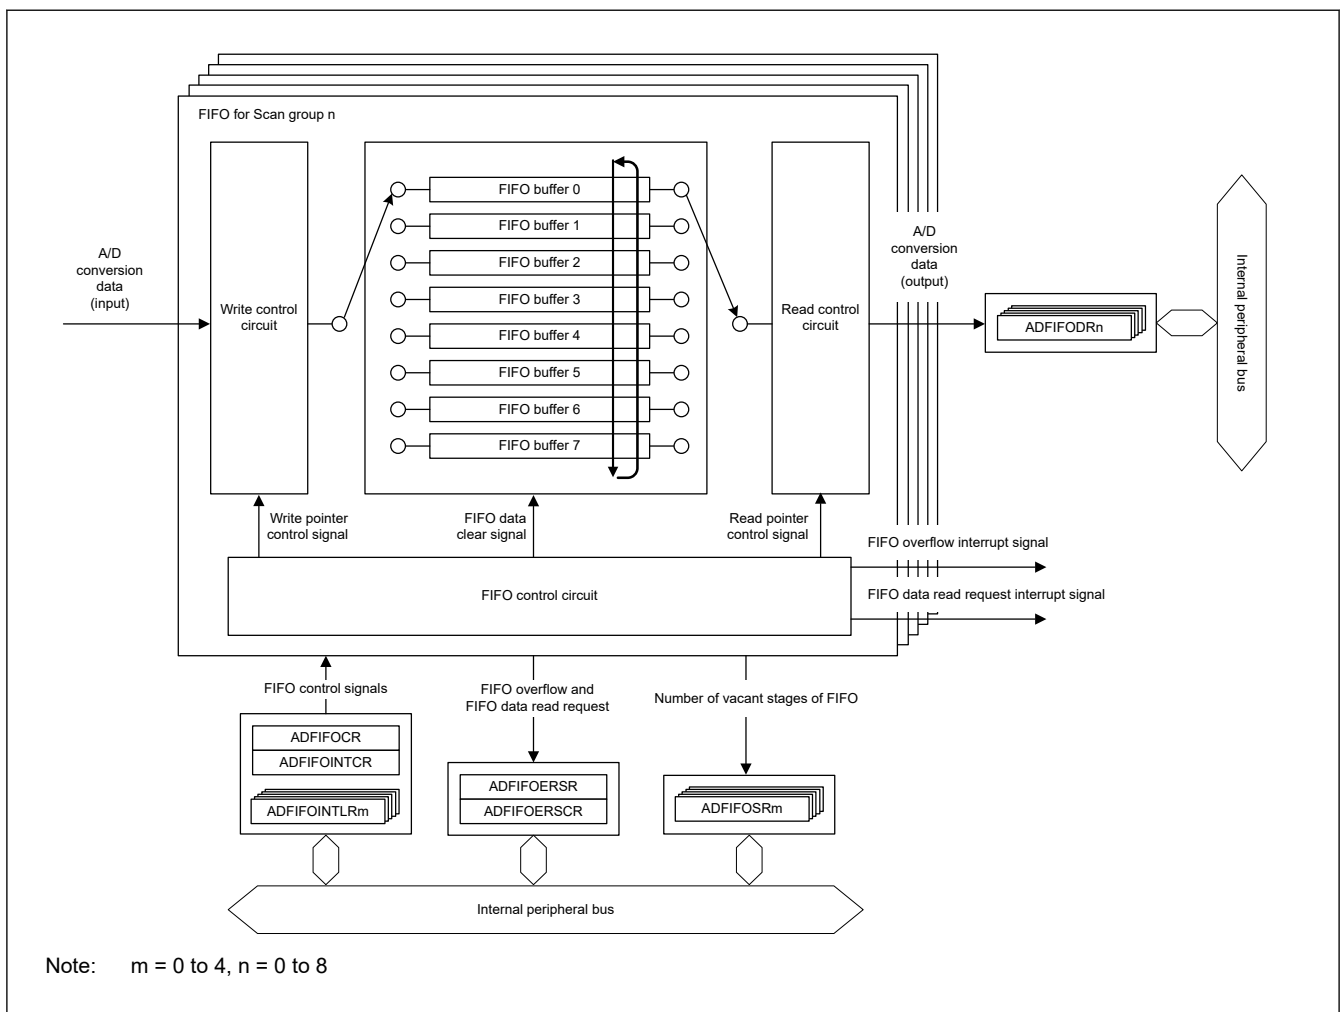 FIFO for Scan group n
A/D
conversion
data
(input)
Write control
circuit
FIFO buffer 0
FIFO buffer 1
FIFO buffer 2
FIFO buffer 3
FIFO buffer 4
FIFO buffer 5
FIFO buffer 6
FIFO buffer 7
Read control
circuit
A/D
conversion
data
(output)
ADFIFODRn
Internal peripheral bus
Write pointer
control signal
FIFO data
clear signal
Read pointer
control signal
FIFO overflow interrupt signal
FIFO control circuit
FIFO data read request interrupt signal
FIFO control signals
FIFO overflow and
FIFO data read request
Number of vacant stages of FIFO
ADFIFOCR
ADFIFOINTCR
ADFIFOINTLRm
ADFIFOERSR
ADFIFOERSCR
ADFIFOSRm
Internal peripheral bus
Note: m = 0 to 4, n = 0 to 8